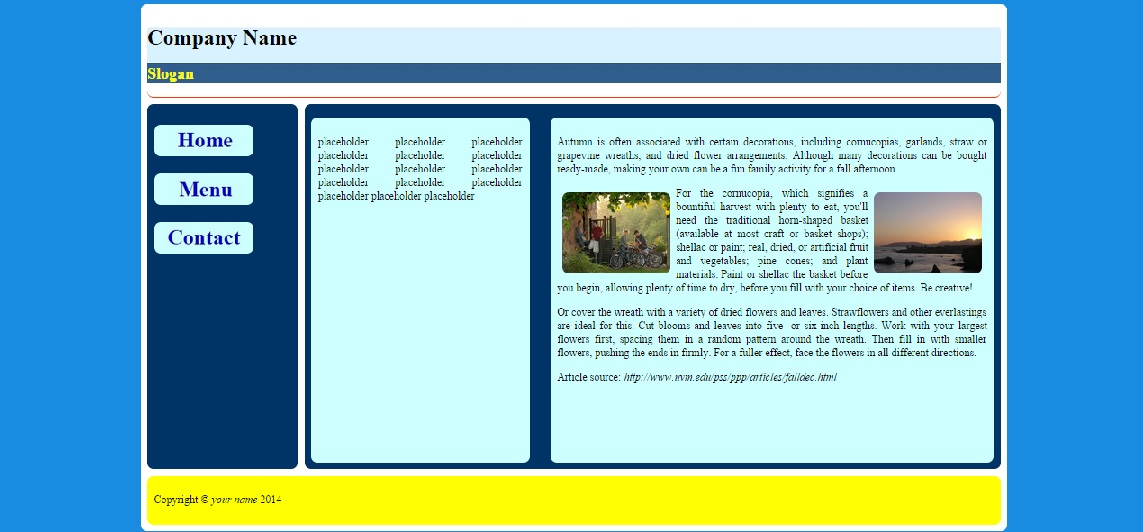 Company Name
Slogan
Home
Menu
Contact
placeholder placeholder placeholder
placeholder placeholder placeholder
placeholder placeholder placeholder
placeholder placeholder placeholder
placeholder placeholder placeholder
Autumn is often associated with certain decorations, including cornucopias, garlands, straw or
grapevine wreaths, and dried flower arrangements. Although many decorations can be bought
ready-made, making your own can be a fun family activity for a fall afternoon.
For the cornucopia, which signifies a
bountiful harvest with plenty to eat, you'll
need the traditional horn-shaped basket
(available at most craft or basket shops);
shellac or paint; real, dried, or artificial fruit
and vegetables; pine cones; and plant
materials. Paint or shellac the basket before
you begin, allowing plenty of time to dry, before you fill with your choice of items. Be creative!
Or cover the wreath with a variety of dried flowers and leaves. Strawflowers and other everlastings
are ideal for this. Cut blooms and leaves into five- or six-inch lengths. Work with your largest
flowers first, spacing them in a random pattern around the wreath. Then fill in with smaller
flowers, pushing the ends in firmly. For a fuller effect, face the flowers in all different directions.
Article source: http://www.uvm.edu/pss/ppp/articles/falldec.html
Copyright © your name 2014